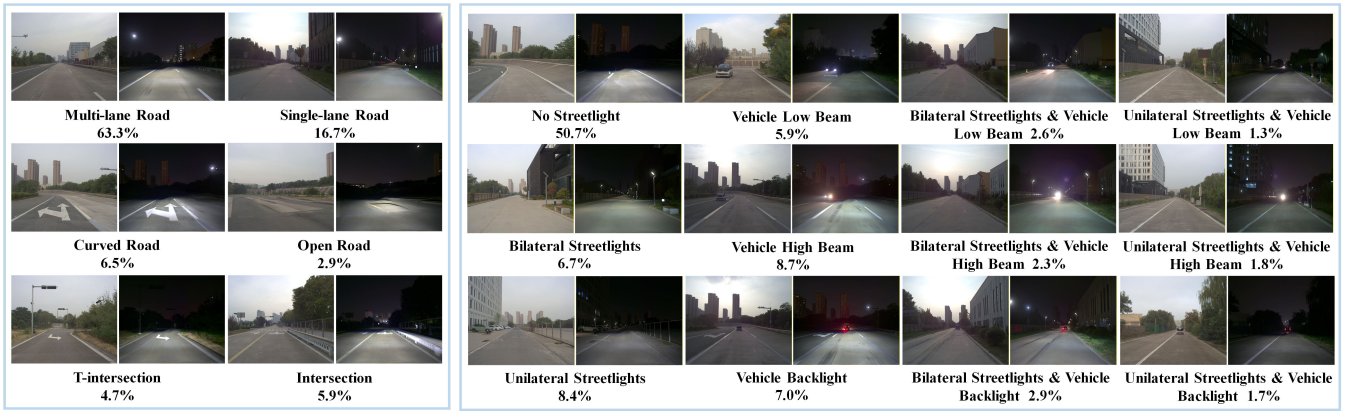 Multi-lane Road
63.3%
Single-lane Road
16.7%
Curved Road
6.5%
Open Road
2.9%
T-intersection
4.7%
Intersection
5.9%
No Streetlight
50.7%
Vehicle Low Beam
5.9%
Bilateral Streetlights & Vehicle
Low Beam 2.6%
Unilateral Streetlights & Vehicle
Low Beam 1.3%
Bilateral Streetlights
6.7%
Vehicle High Beam
8.7%
Bilateral Streetlights & Vehicle
High Beam 2.3%
Unilateral Streetlights & Vehicle
High Beam 1.8%
Unilateral Streetlights
8.4%
Vehicle Backlight
7.0%
Bilateral Streetlights & Vehicle
Backlight 2.9%
Unilateral Streetlights & Vehicle
Backlight 1.7%